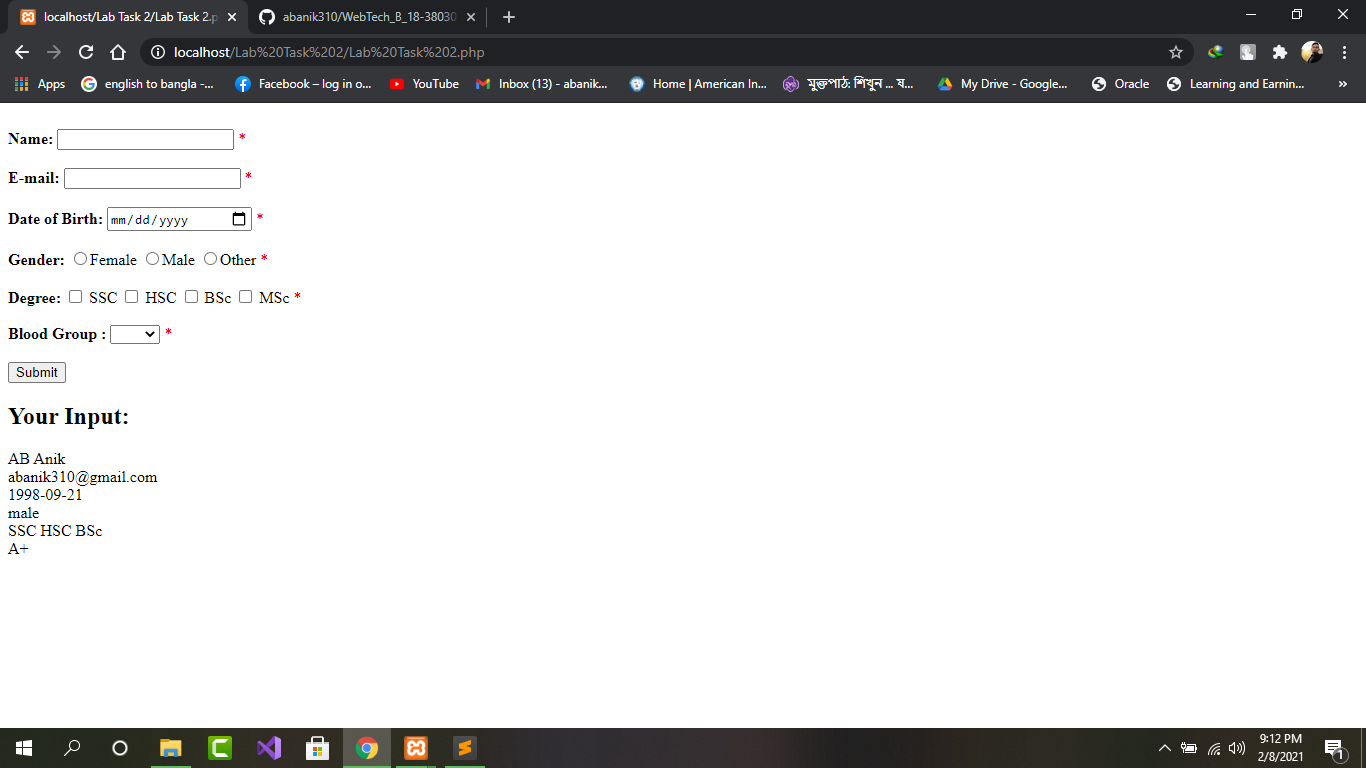 localhost/Lab Task 2/Lab Task 2.p
abanik310/WebTech_B_18-38030
localhost/Lab%20Task%202/Lab%20Task%202.php
Apps english to bangla -... Facebook – log in o... YouTube Inbox (13) - abanik... Home | American In... মুক্তপাঠ: শিখুন ... য... My Drive - Google... Oracle Learning and Earnin... »
Name: *
E-mail: *
Date of Birth: mm/dd/yyyy *
Gender: Female Male Other *
Degree: SSC HSC BSc MSc *
Blood Group : *
Submit
Your Input:
AB Anik
abanik310@gmail.com
1998-09-21
male
SSC HSC BSc
A+
9:12 PM
2/8/2021
1